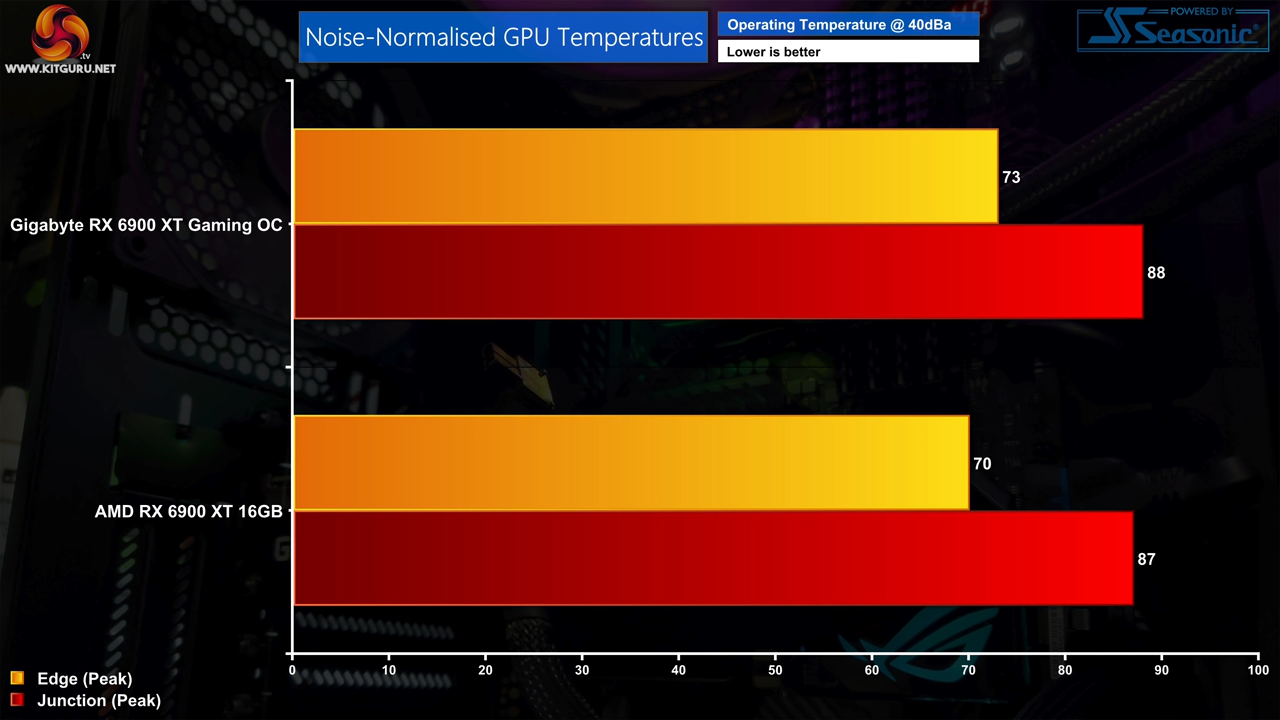 .tv
WWW.KITGURU.NET
Noise-Normalised GPU Temperatures
Operating Temperature @ 40dBa
Lower is better
POWERED BY
Seasonic
Gigabyte RX 6900 XT Gaming OC
73
88
AMD RX 6900 XT 16GB
70
87
0 10 20 30 40 50 60 70 80 90 100
Edge (Peak)
Junction (Peak)